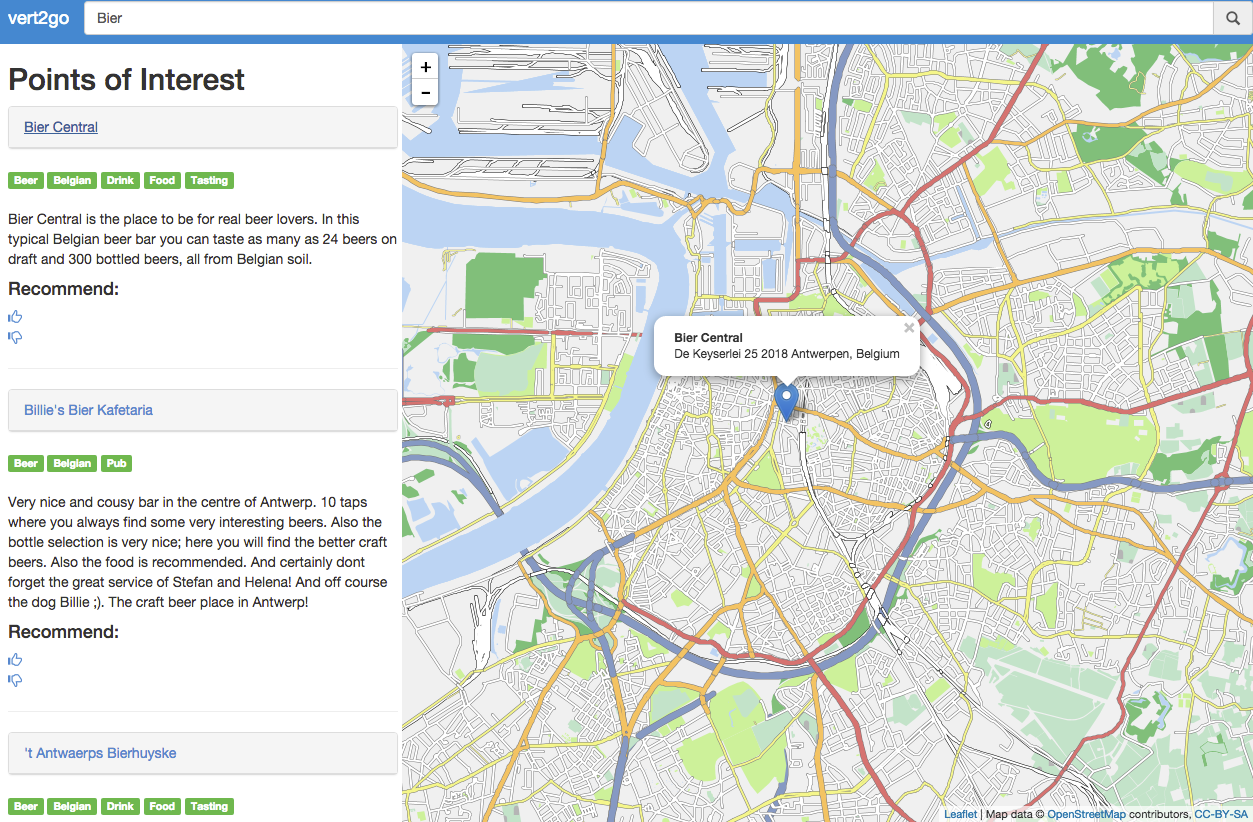 vert2go
Bier
Points of Interest
Bier Central
Beer Belgian Drink Food Tasting
Bier Central is the place to be for real beer lovers. In this
typical Belgian beer bar you can taste as many as 24 beers on
draft and 300 bottled beers, all from Belgian soil.
Recommend:
Billie's Bier Kafetaria
Beer Belgian Pub
Very nice and cousy bar in the centre of Antwerp. 10 taps
where you always find some very interesting beers. Also the
bottle selection is very nice; here you will find the better craft
beers. Also the food is recommended. And certainly dont
forget the great service of Stefan and Helena! And off course
the dog Billie ;). The craft beer place in Antwerp!
Recommend:
't Antwaerps Bierhuyske
Beer Belgian Drink Food Tasting
+
-
×
Bier Central
De Keyserlei 25 2018 Antwerpen, Belgium
Leaflet | Map data © OpenStreetMap contributors, CC-BY-SA